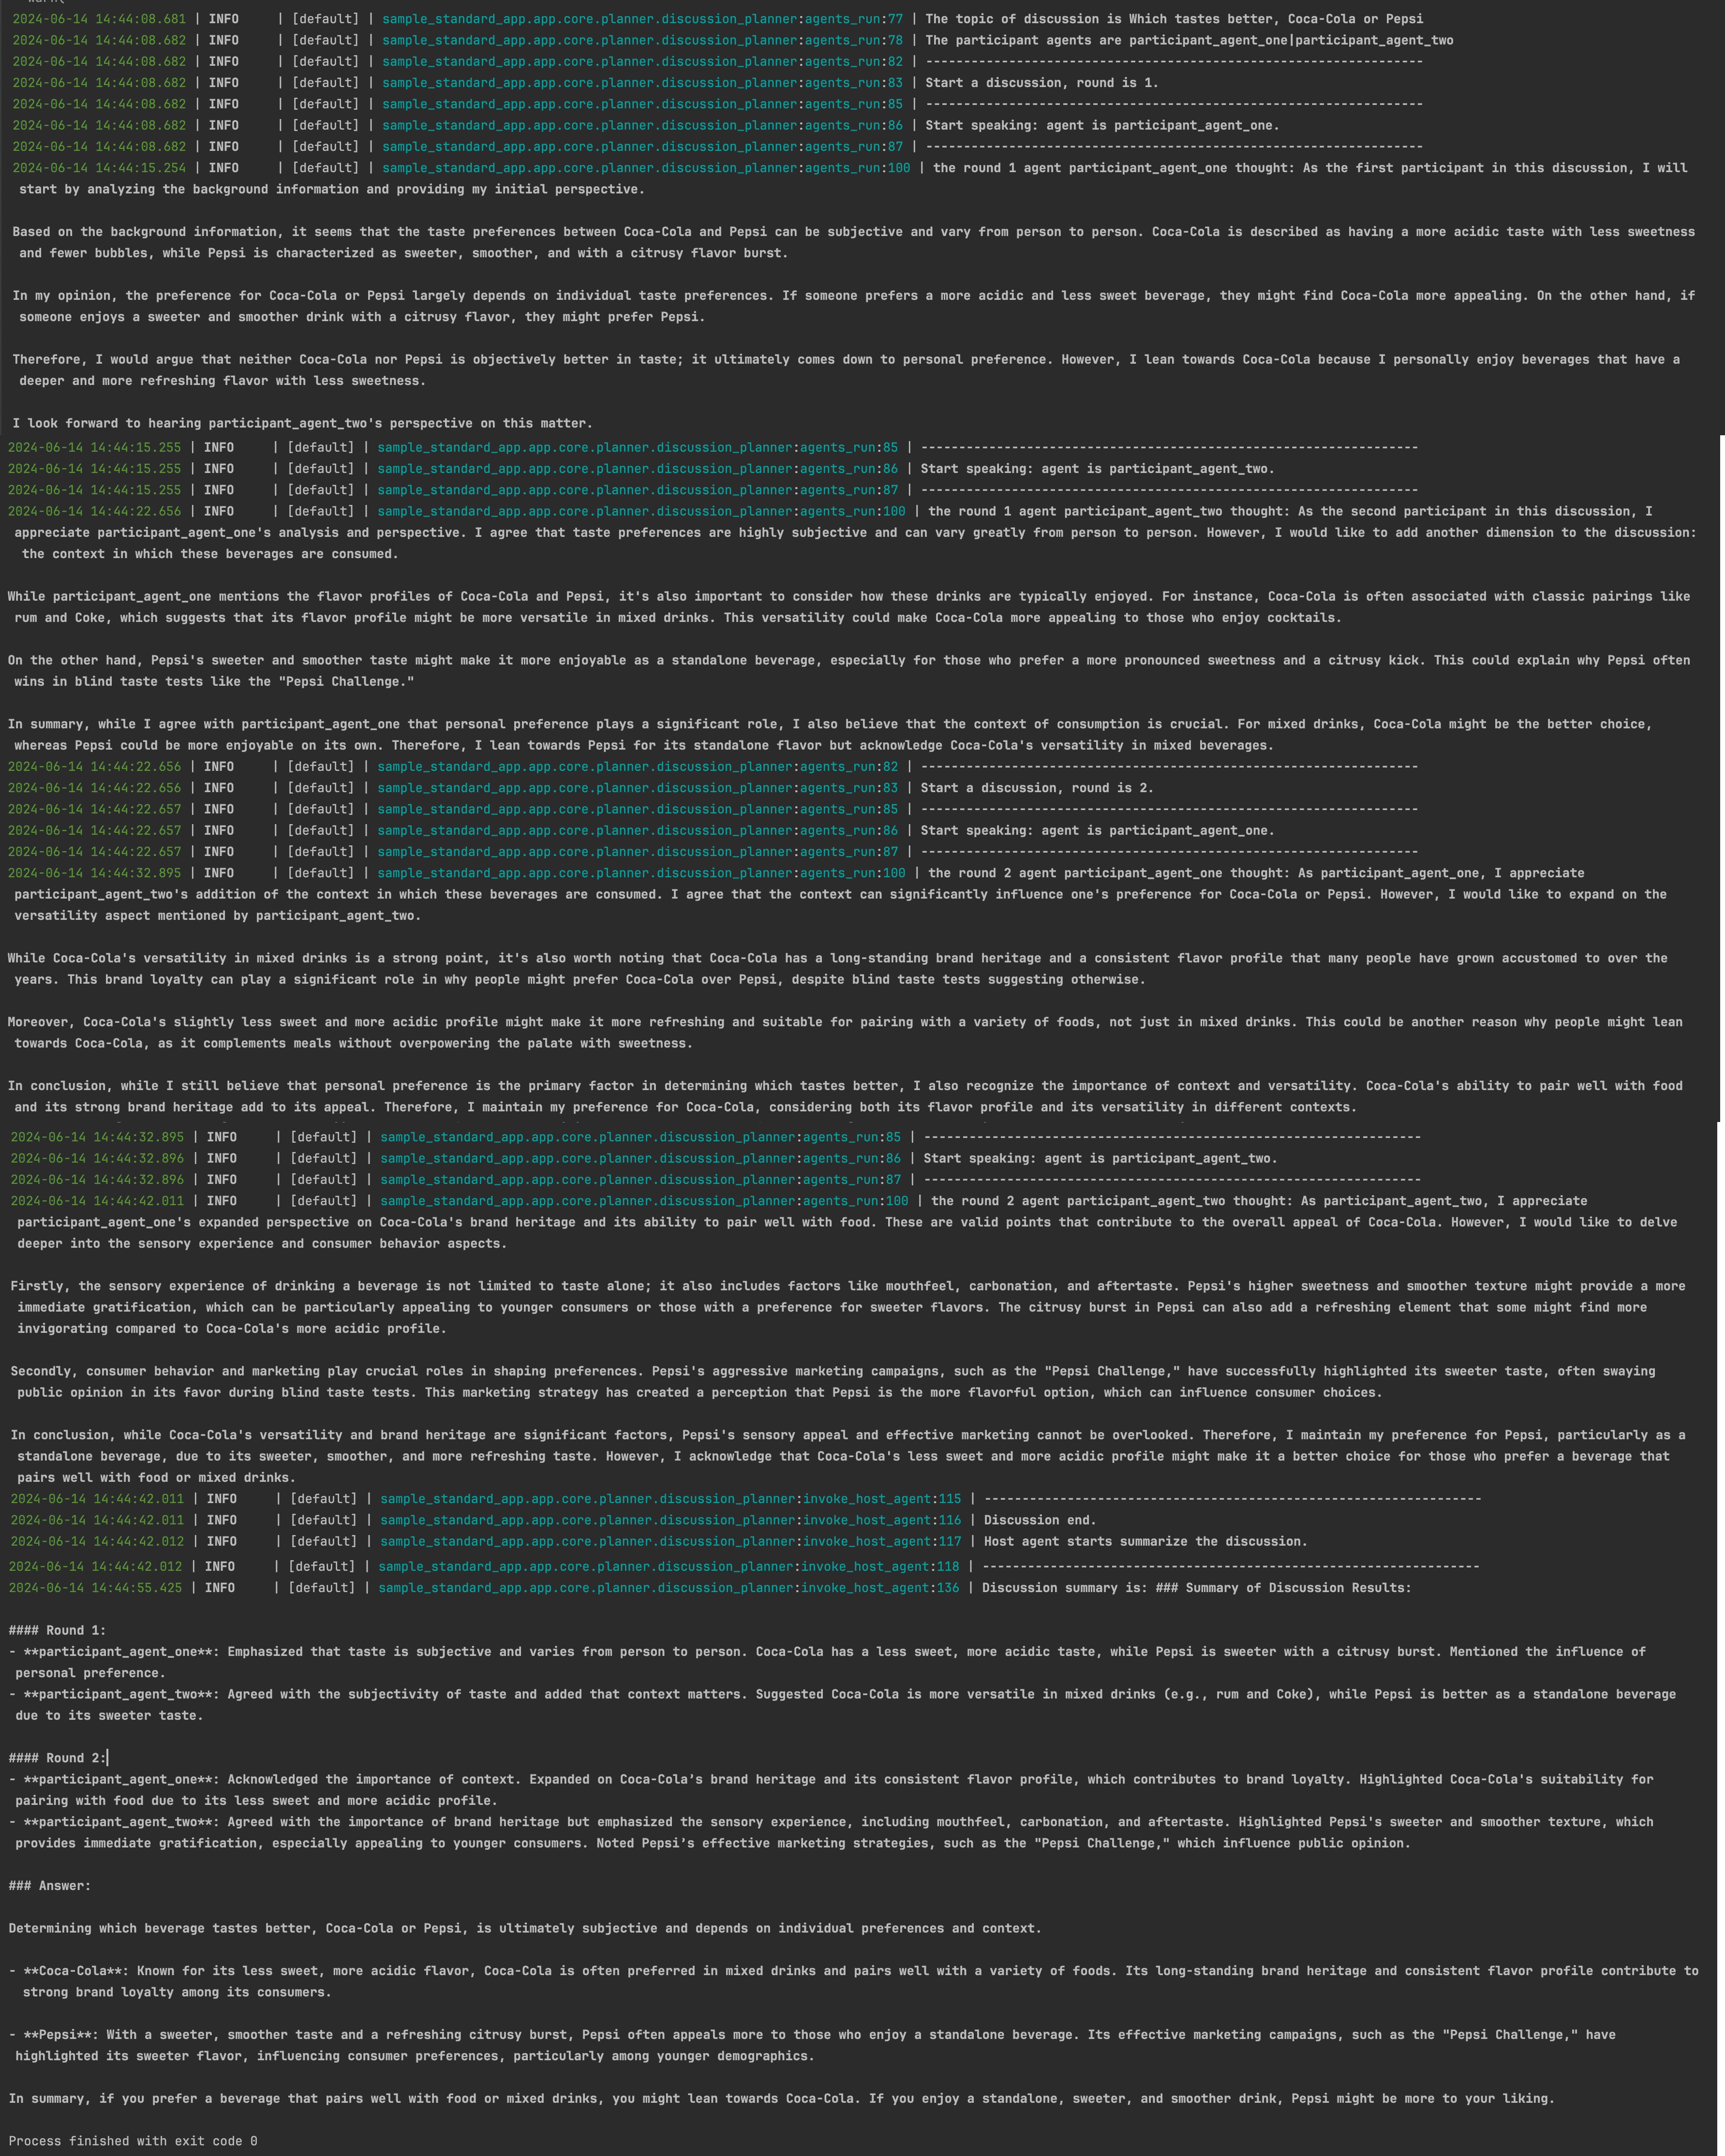 warn(
2024-06-14 14:44:08.681 | INFO     | [default] | sample_standard_app.app.core.planner.discussion_planner:agents_run:77 | The topic of discussion is Which tastes better, Coca-Cola or Pepsi
2024-06-14 14:44:08.682 | INFO     | [default] | sample_standard_app.app.core.planner.discussion_planner:agents_run:78 | The participant agents are participant_agent_one|participant_agent_two
2024-06-14 14:44:08.682 | INFO     | [default] | sample_standard_app.app.core.planner.discussion_planner:agents_run:82 | ------------------------------------------------------------------
2024-06-14 14:44:08.682 | INFO     | [default] | sample_standard_app.app.core.planner.discussion_planner:agents_run:83 | Start a discussion, round is 1.
2024-06-14 14:44:08.682 | INFO     | [default] | sample_standard_app.app.core.planner.discussion_planner:agents_run:85 | ------------------------------------------------------------------
2024-06-14 14:44:08.682 | INFO     | [default] | sample_standard_app.app.core.planner.discussion_planner:agents_run:86 | Start speaking: agent is participant_agent_one.
2024-06-14 14:44:08.682 | INFO     | [default] | sample_standard_app.app.core.planner.discussion_planner:agents_run:87 | ------------------------------------------------------------------
2024-06-14 14:44:15.254 | INFO     | [default] | sample_standard_app.app.core.planner.discussion_planner:agents_run:100 | the round 1 agent participant_agent_one thought: As the first participant in this discussion, I will
start by analyzing the background information and providing my initial perspective.
Based on the background information, it seems that the taste preferences between Coca-Cola and Pepsi can be subjective and vary from person to person. Coca-Cola is described as having a more acidic taste with less sweetness
and fewer bubbles, while Pepsi is characterized as sweeter, smoother, and with a citrusy flavor burst.
In my opinion, the preference for Coca-Cola or Pepsi largely depends on individual taste preferences. If someone prefers a more acidic and less sweet beverage, they might find Coca-Cola more appealing. On the other hand, if
someone enjoys a sweeter and smoother drink with a citrusy flavor, they might prefer Pepsi.
Therefore, I would argue that neither Coca-Cola nor Pepsi is objectively better in taste; it ultimately comes down to personal preference. However, I lean towards Coca-Cola because I personally enjoy beverages that have a
deeper and more refreshing flavor with less sweetness.
I look forward to hearing participant_agent_two's perspective on this matter.
2024-06-14 14:44:15.255 | INFO     | [default] | sample_standard_app.app.core.planner.discussion_planner:agents_run:85 | ------------------------------------------------------------------
2024-06-14 14:44:15.255 | INFO     | [default] | sample_standard_app.app.core.planner.discussion_planner:agents_run:86 | Start speaking: agent is participant_agent_two.
2024-06-14 14:44:15.255 | INFO     | [default] | sample_standard_app.app.core.planner.discussion_planner:agents_run:87 | ------------------------------------------------------------------
2024-06-14 14:44:22.656 | INFO     | [default] | sample_standard_app.app.core.planner.discussion_planner:agents_run:100 | the round 1 agent participant_agent_two thought: As the second participant in this discussion, I
appreciate participant_agent_one's analysis and perspective. I agree that taste preferences are highly subjective and can vary greatly from person to person. However, I would like to add another dimension to the discussion:
the context in which these beverages are consumed.
While participant_agent_one mentions the flavor profiles of Coca-Cola and Pepsi, it's also important to consider how these drinks are typically enjoyed. For instance, Coca-Cola is often associated with classic pairings like
rum and Coke, which suggests that its flavor profile might be more versatile in mixed drinks. This versatility could make Coca-Cola more appealing to those who enjoy cocktails.
On the other hand, Pepsi's sweeter and smoother taste might make it more enjoyable as a standalone beverage, especially for those who prefer a more pronounced sweetness and a citrusy kick. This could explain why Pepsi often
wins in blind taste tests like the "Pepsi Challenge."
In summary, while I agree with participant_agent_one that personal preference plays a significant role, I also believe that the context of consumption is crucial. For mixed drinks, Coca-Cola might be the better choice,
whereas Pepsi could be more enjoyable on its own. Therefore, I lean towards Pepsi for its standalone flavor but acknowledge Coca-Cola's versatility in mixed beverages.
2024-06-14 14:44:22.656 | INFO     | [default] | sample_standard_app.app.core.planner.discussion_planner:agents_run:82 | ------------------------------------------------------------------
2024-06-14 14:44:22.656 | INFO     | [default] | sample_standard_app.app.core.planner.discussion_planner:agents_run:83 | Start a discussion, round is 2.
2024-06-14 14:44:22.657 | INFO     | [default] | sample_standard_app.app.core.planner.discussion_planner:agents_run:85 | ------------------------------------------------------------------
2024-06-14 14:44:22.657 | INFO     | [default] | sample_standard_app.app.core.planner.discussion_planner:agents_run:86 | Start speaking: agent is participant_agent_one.
2024-06-14 14:44:22.657 | INFO     | [default] | sample_standard_app.app.core.planner.discussion_planner:agents_run:87 | ------------------------------------------------------------------
2024-06-14 14:44:32.895 | INFO     | [default] | sample_standard_app.app.core.planner.discussion_planner:agents_run:100 | the round 2 agent participant_agent_one thought: As participant_agent_one, I appreciate
participant_agent_two's addition of the context in which these beverages are consumed. I agree that the context can significantly influence one's preference for Coca-Cola or Pepsi. However, I would like to expand on the
versatility aspect mentioned by participant_agent_two.
While Coca-Cola's versatility in mixed drinks is a strong point, it's also worth noting that Coca-Cola has a long-standing brand heritage and a consistent flavor profile that many people have grown accustomed to over the
years. This brand loyalty can play a significant role in why people might prefer Coca-Cola over Pepsi, despite blind taste tests suggesting otherwise.
Moreover, Coca-Cola's slightly less sweet and more acidic profile might make it more refreshing and suitable for pairing with a variety of foods, not just in mixed drinks. This could be another reason why people might lean
towards Coca-Cola, as it complements meals without overpowering the palate with sweetness.
In conclusion, while I still believe that personal preference is the primary factor in determining which tastes better, I also recognize the importance of context and versatility. Coca-Cola's ability to pair well with food
and its strong brand heritage add to its appeal. Therefore, I maintain my preference for Coca-Cola, considering both its flavor profile and its versatility in different contexts.
2024-06-14 14:44:32.895 | INFO     | [default] | sample_standard_app.app.core.planner.discussion_planner:agents_run:85 | ------------------------------------------------------------------
2024-06-14 14:44:32.896 | INFO     | [default] | sample_standard_app.app.core.planner.discussion_planner:agents_run:86 | Start speaking: agent is participant_agent_two.
2024-06-14 14:44:32.896 | INFO     | [default] | sample_standard_app.app.core.planner.discussion_planner:agents_run:87 | ------------------------------------------------------------------
2024-06-14 14:44:42.011 | INFO     | [default] | sample_standard_app.app.core.planner.discussion_planner:agents_run:100 | the round 2 agent participant_agent_two thought: As participant_agent_two, I appreciate
participant_agent_one's expanded perspective on Coca-Cola's brand heritage and its ability to pair well with food. These are valid points that contribute to the overall appeal of Coca-Cola. However, I would like to delve
deeper into the sensory experience and consumer behavior aspects.
Firstly, the sensory experience of drinking a beverage is not limited to taste alone; it also includes factors like mouthfeel, carbonation, and aftertaste. Pepsi's higher sweetness and smoother texture might provide a more
immediate gratification, which can be particularly appealing to younger consumers or those with a preference for sweeter flavors. The citrusy burst in Pepsi can also add a refreshing element that some might find more
invigorating compared to Coca-Cola's more acidic profile.
Secondly, consumer behavior and marketing play crucial roles in shaping preferences. Pepsi's aggressive marketing campaigns, such as the "Pepsi Challenge," have successfully highlighted its sweeter taste, often swaying
public opinion in its favor during blind taste tests. This marketing strategy has created a perception that Pepsi is the more flavorful option, which can influence consumer choices.
In conclusion, while Coca-Cola's versatility and brand heritage are significant factors, Pepsi's sensory appeal and effective marketing cannot be overlooked. Therefore, I maintain my preference for Pepsi, particularly as a
standalone beverage, due to its sweeter, smoother, and more refreshing taste. However, I acknowledge that Coca-Cola's less sweet and more acidic profile might make it a better choice for those who prefer a beverage that
pairs well with food or mixed drinks.
2024-06-14 14:44:42.011 | INFO     | [default] | sample_standard_app.app.core.planner.discussion_planner:invoke_host_agent:115 | ------------------------------------------------------------------
2024-06-14 14:44:42.011 | INFO     | [default] | sample_standard_app.app.core.planner.discussion_planner:invoke_host_agent:116 | Discussion end.
2024-06-14 14:44:42.012 | INFO     | [default] | sample_standard_app.app.core.planner.discussion_planner:invoke_host_agent:117 | Host agent starts summarize the discussion.
2024-06-14 14:44:42.012 | INFO     | [default] | sample_standard_app.app.core.planner.discussion_planner:invoke_host_agent:118 | ------------------------------------------------------------------
2024-06-14 14:44:55.425 | INFO     | [default] | sample_standard_app.app.core.planner.discussion_planner:invoke_host_agent:136 | Discussion summary is: ### Summary of Discussion Results:
#### Round 1:
- **participant_agent_one**: Emphasized that taste is subjective and varies from person to person. Coca-Cola has a less sweet, more acidic taste, while Pepsi is sweeter with a citrusy burst. Mentioned the influence of
personal preference.
- **participant_agent_two**: Agreed with the subjectivity of taste and added that context matters. Suggested Coca-Cola is more versatile in mixed drinks (e.g., rum and Coke), while Pepsi is better as a standalone beverage
due to its sweeter taste.
#### Round 2:
- **participant_agent_one**: Acknowledged the importance of context. Expanded on Coca-Cola's brand heritage and its consistent flavor profile, which contributes to brand loyalty. Highlighted Coca-Cola's suitability for
pairing with food due to its less sweet and more acidic profile.
- **participant_agent_two**: Agreed with the importance of brand heritage but emphasized the sensory experience, including mouthfeel, carbonation, and aftertaste. Highlighted Pepsi's sweeter and smoother texture, which
provides immediate gratification, especially appealing to younger consumers. Noted Pepsi's effective marketing strategies, such as the "Pepsi Challenge," which influence public opinion.
### Answer:
Determining which beverage tastes better, Coca-Cola or Pepsi, is ultimately subjective and depends on individual preferences and context.
- **Coca-Cola**: Known for its less sweet, more acidic flavor, Coca-Cola is often preferred in mixed drinks and pairs well with a variety of foods. Its long-standing brand heritage and consistent flavor profile contribute to
strong brand loyalty among its consumers.
- **Pepsi**: With a sweeter, smoother taste and a refreshing citrusy burst, Pepsi often appeals more to those who enjoy a standalone beverage. Its effective marketing campaigns, such as the "Pepsi Challenge," have
highlighted its sweeter flavor, influencing consumer preferences, particularly among younger demographics.
In summary, if you prefer a beverage that pairs well with food or mixed drinks, you might lean towards Coca-Cola. If you enjoy a standalone, sweeter, and smoother drink, Pepsi might be more to your liking.
Process finished with exit code 0